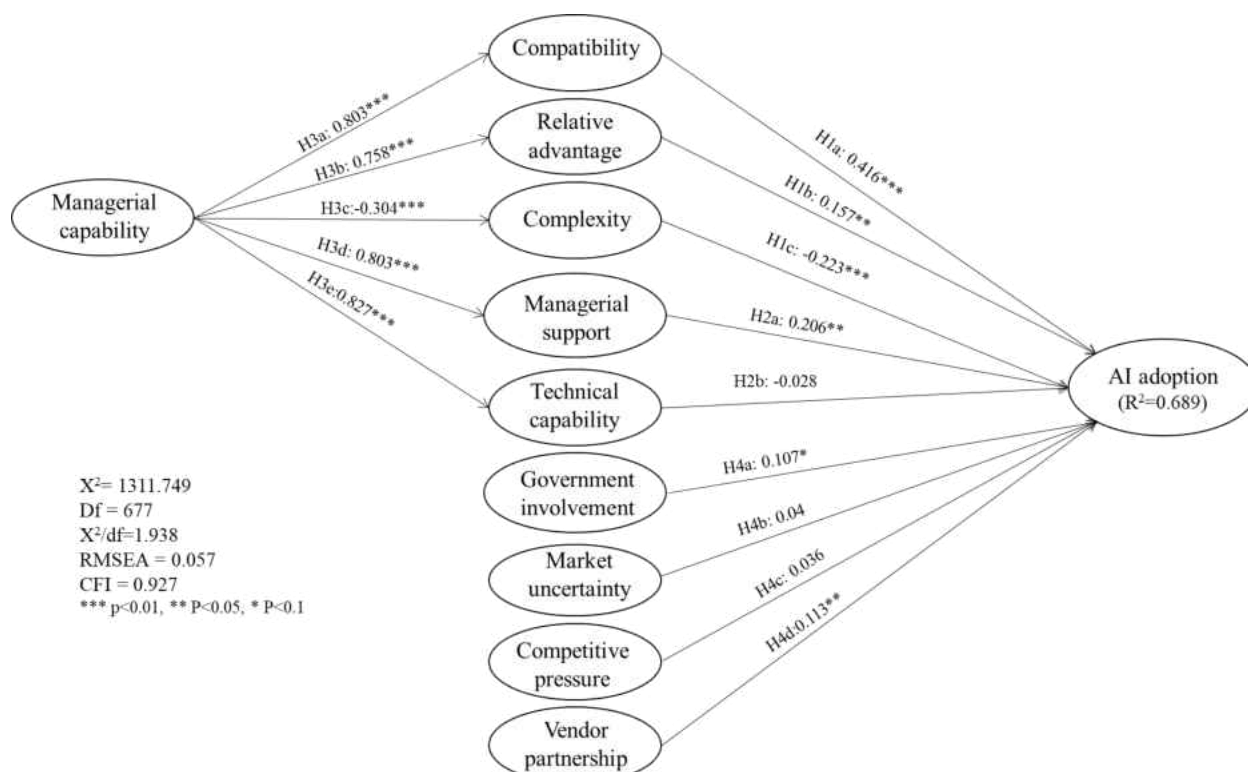 Compatibility
Relative
advantage
Complexity
Managerial
support
Technical
capability
Government
involvement
Market
uncertainty
Competitive
pressure
Vendor
partnership
Managerial
capability
H3a: 0.803***
H3b: 0.758***
H3c:-0.304***
H3d: 0.803***
H3e:0.827***
H1a: 0.416***
H1b: 0.157**
H1c: -0.223***
H2a: 0.206**
H2b: -0.028
H4a: 0.107*
H4b: 0.04
H4c: 0.036
H4d:0.113**
AI adoption
(R²=0.689)
X²= 1311.749
Df = 677
X²/df=1.938
RMSEA = 0.057
CFI = 0.927
*** p<0.01, ** P<0.05, * P<0.1